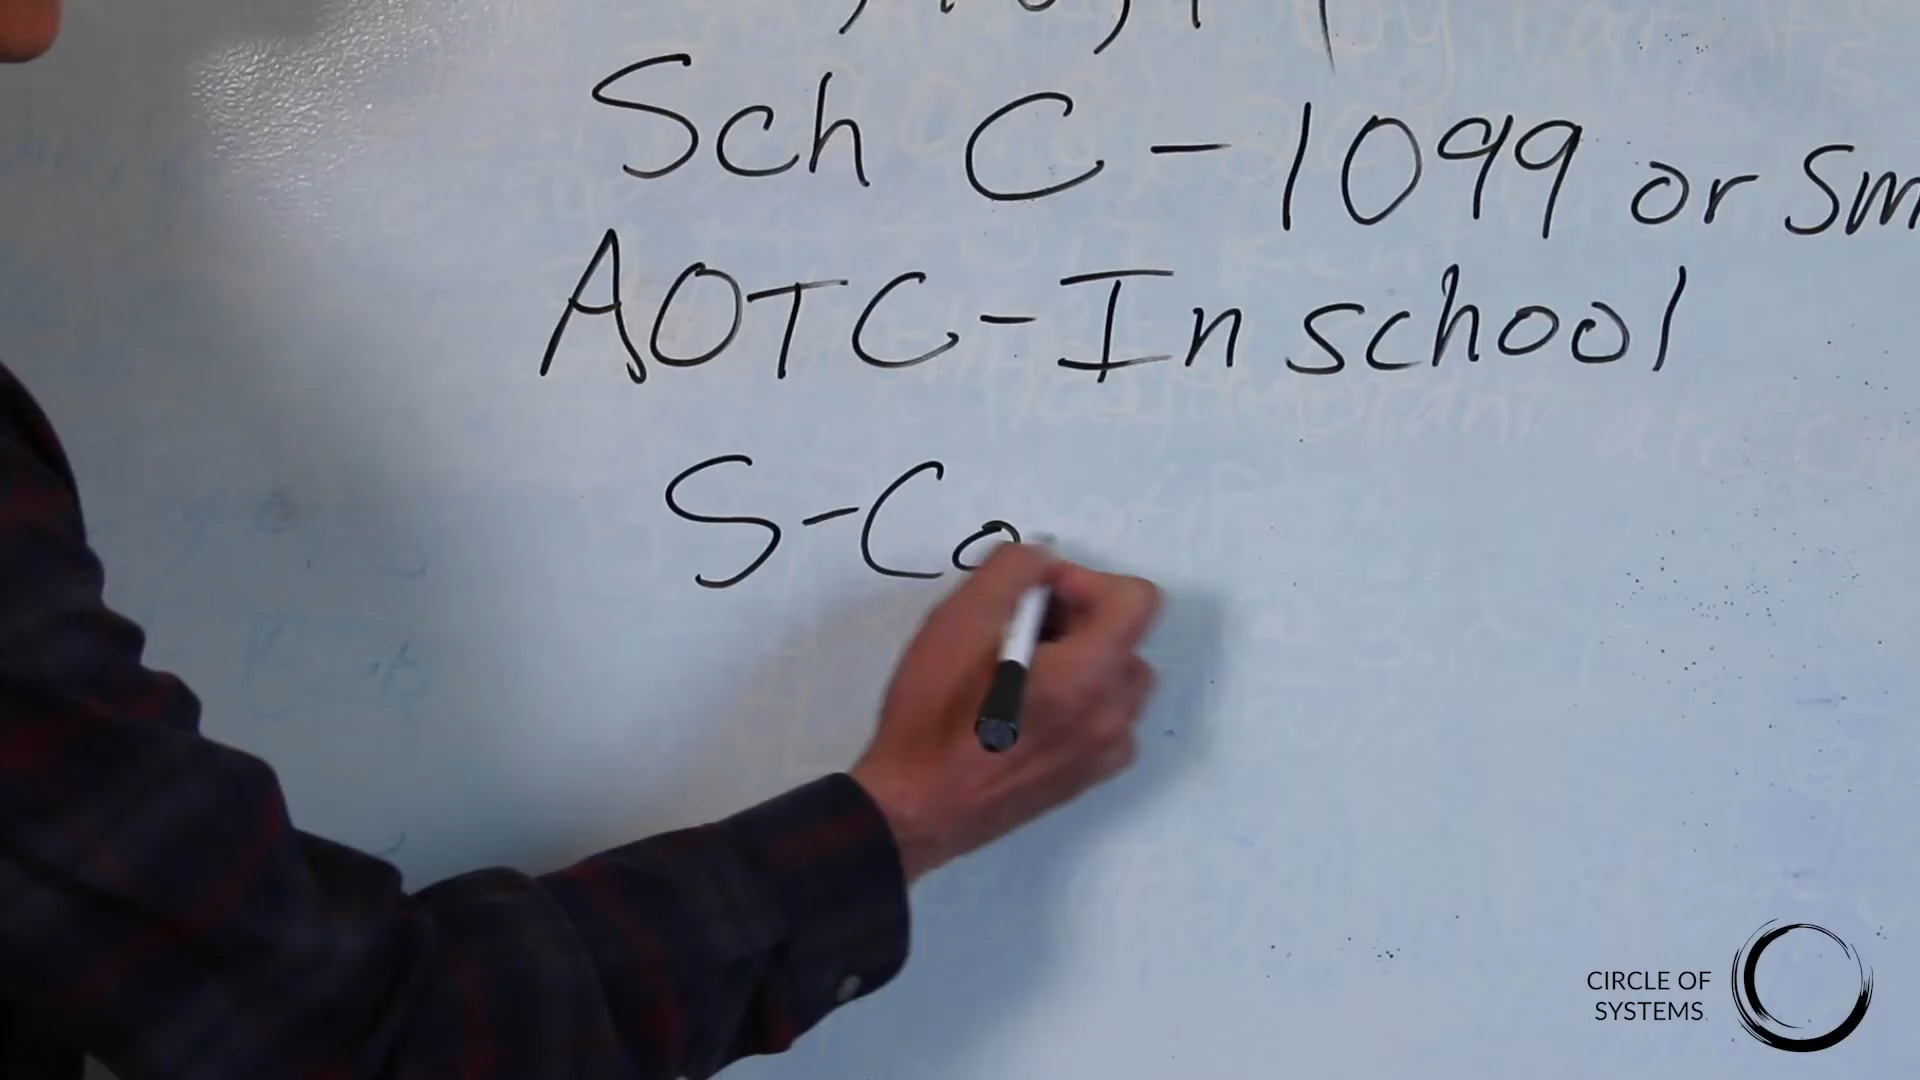 Sch C - 1099 or Sm
AOTC - In school
S-Co
CIRCLE OF
SYSTEMS